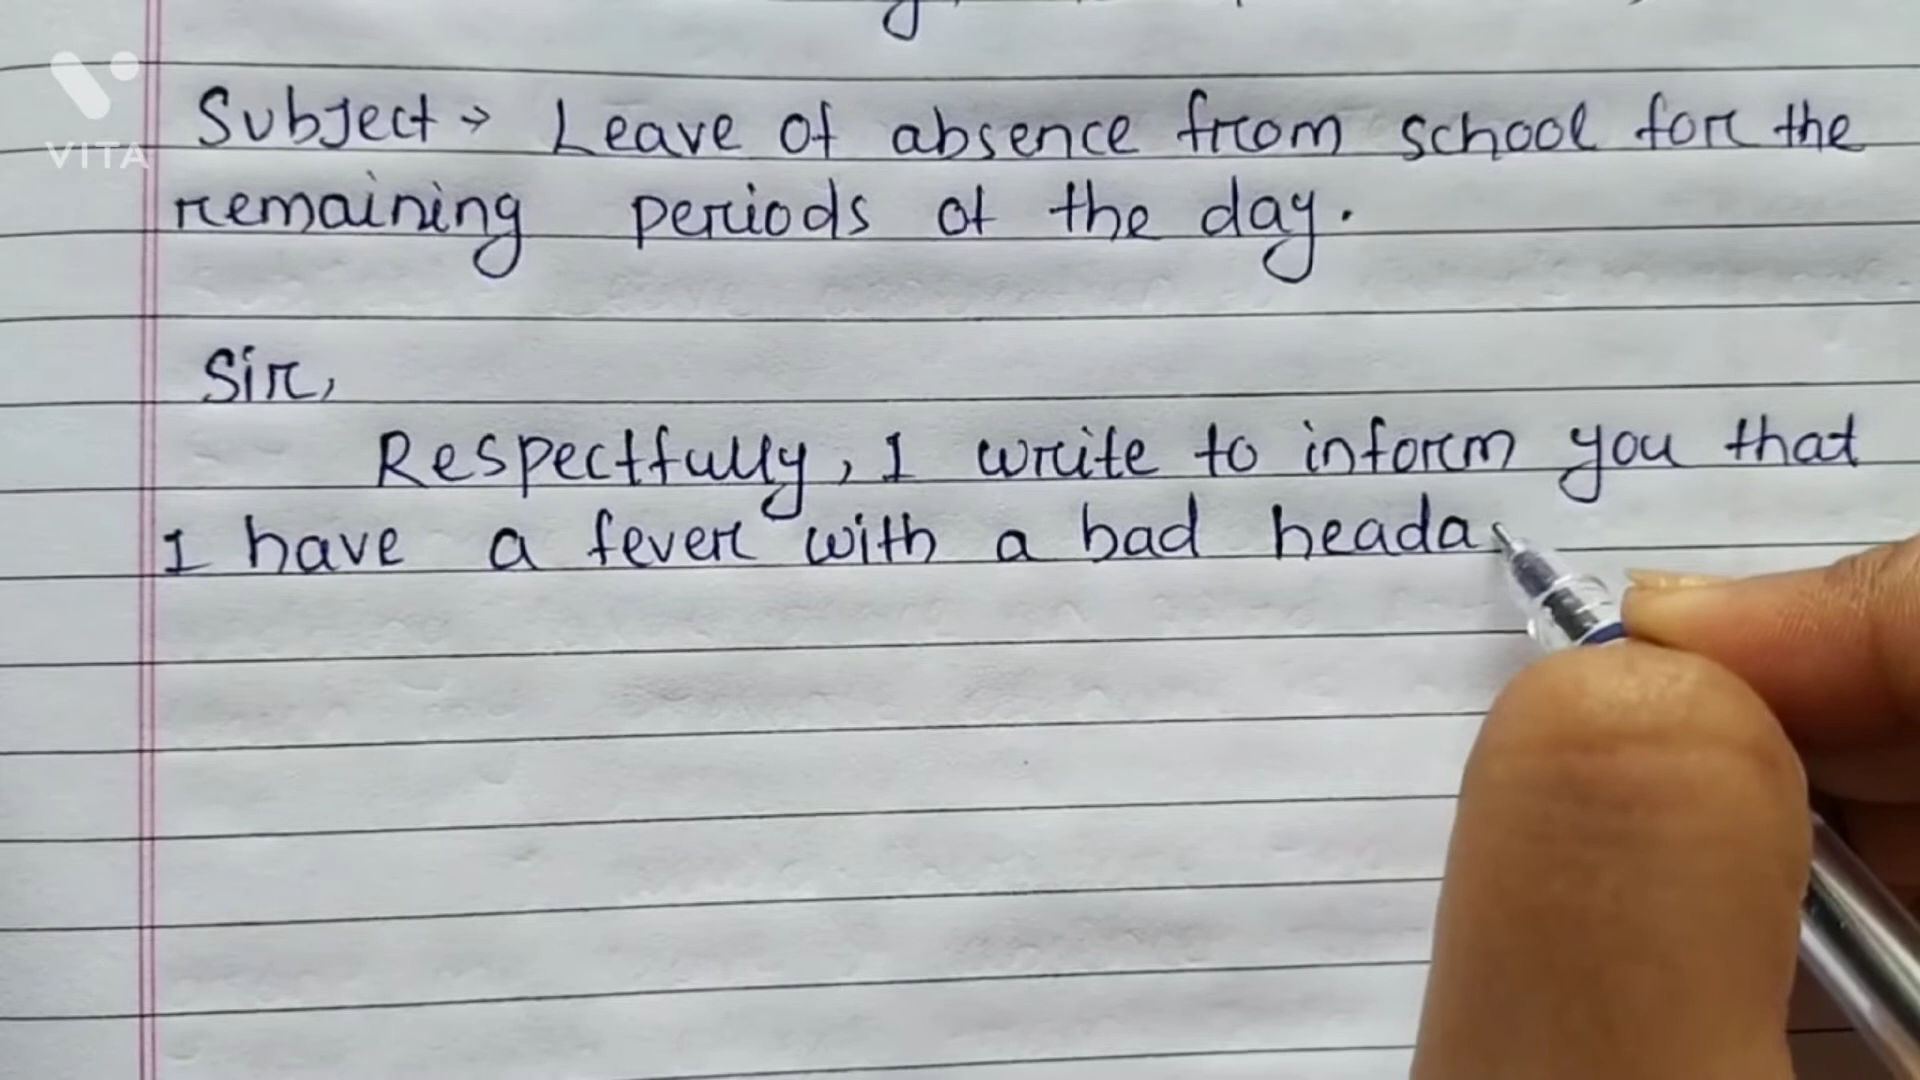 VITA
Subject → Leave of absence from school for the
remaining periods of the day.
Sir,
Respectfully, I write to inform you that
I have a fever with a bad heada